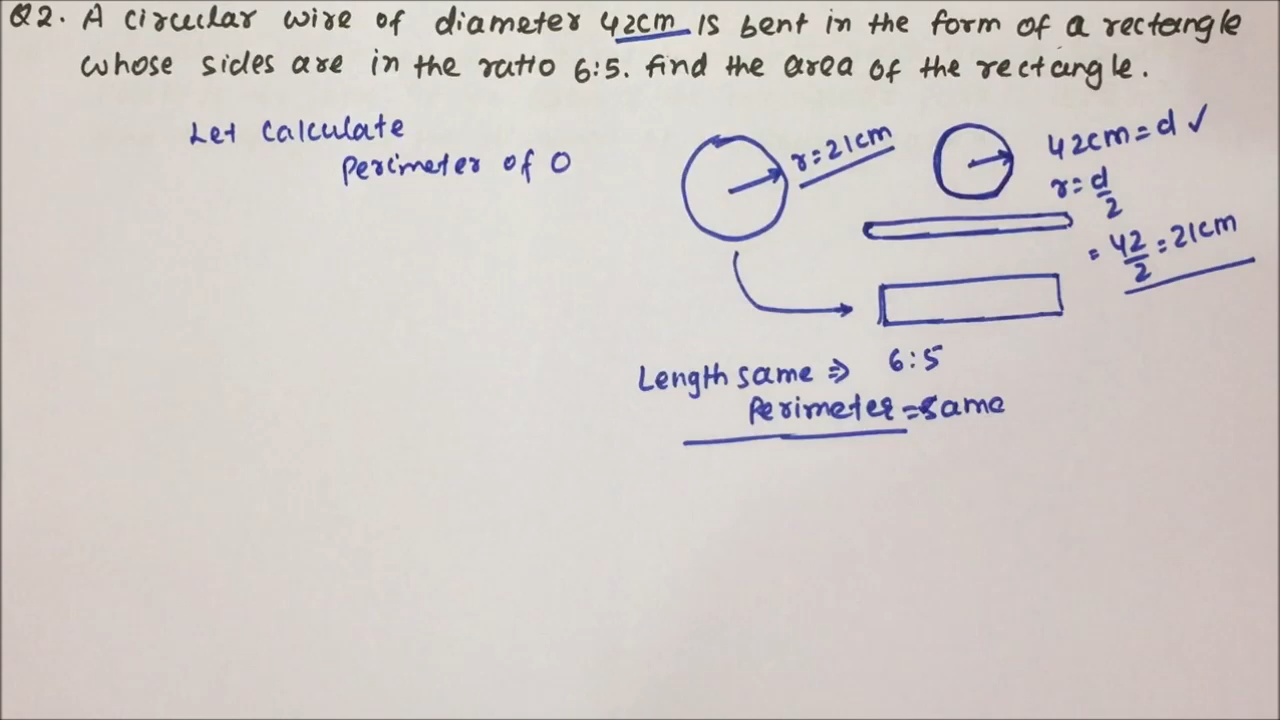 Q2. A circular wire of diameter 42cm is bent in the form of a rectangle
whose sides are in the ratio 6:5. find the area of the rectangle.
Let calculate
perimeter of O
r=21cm
42cm=d ✓
r=d/2
=42/2=21cm
6:5
Length same ⇒
Perimeter=same